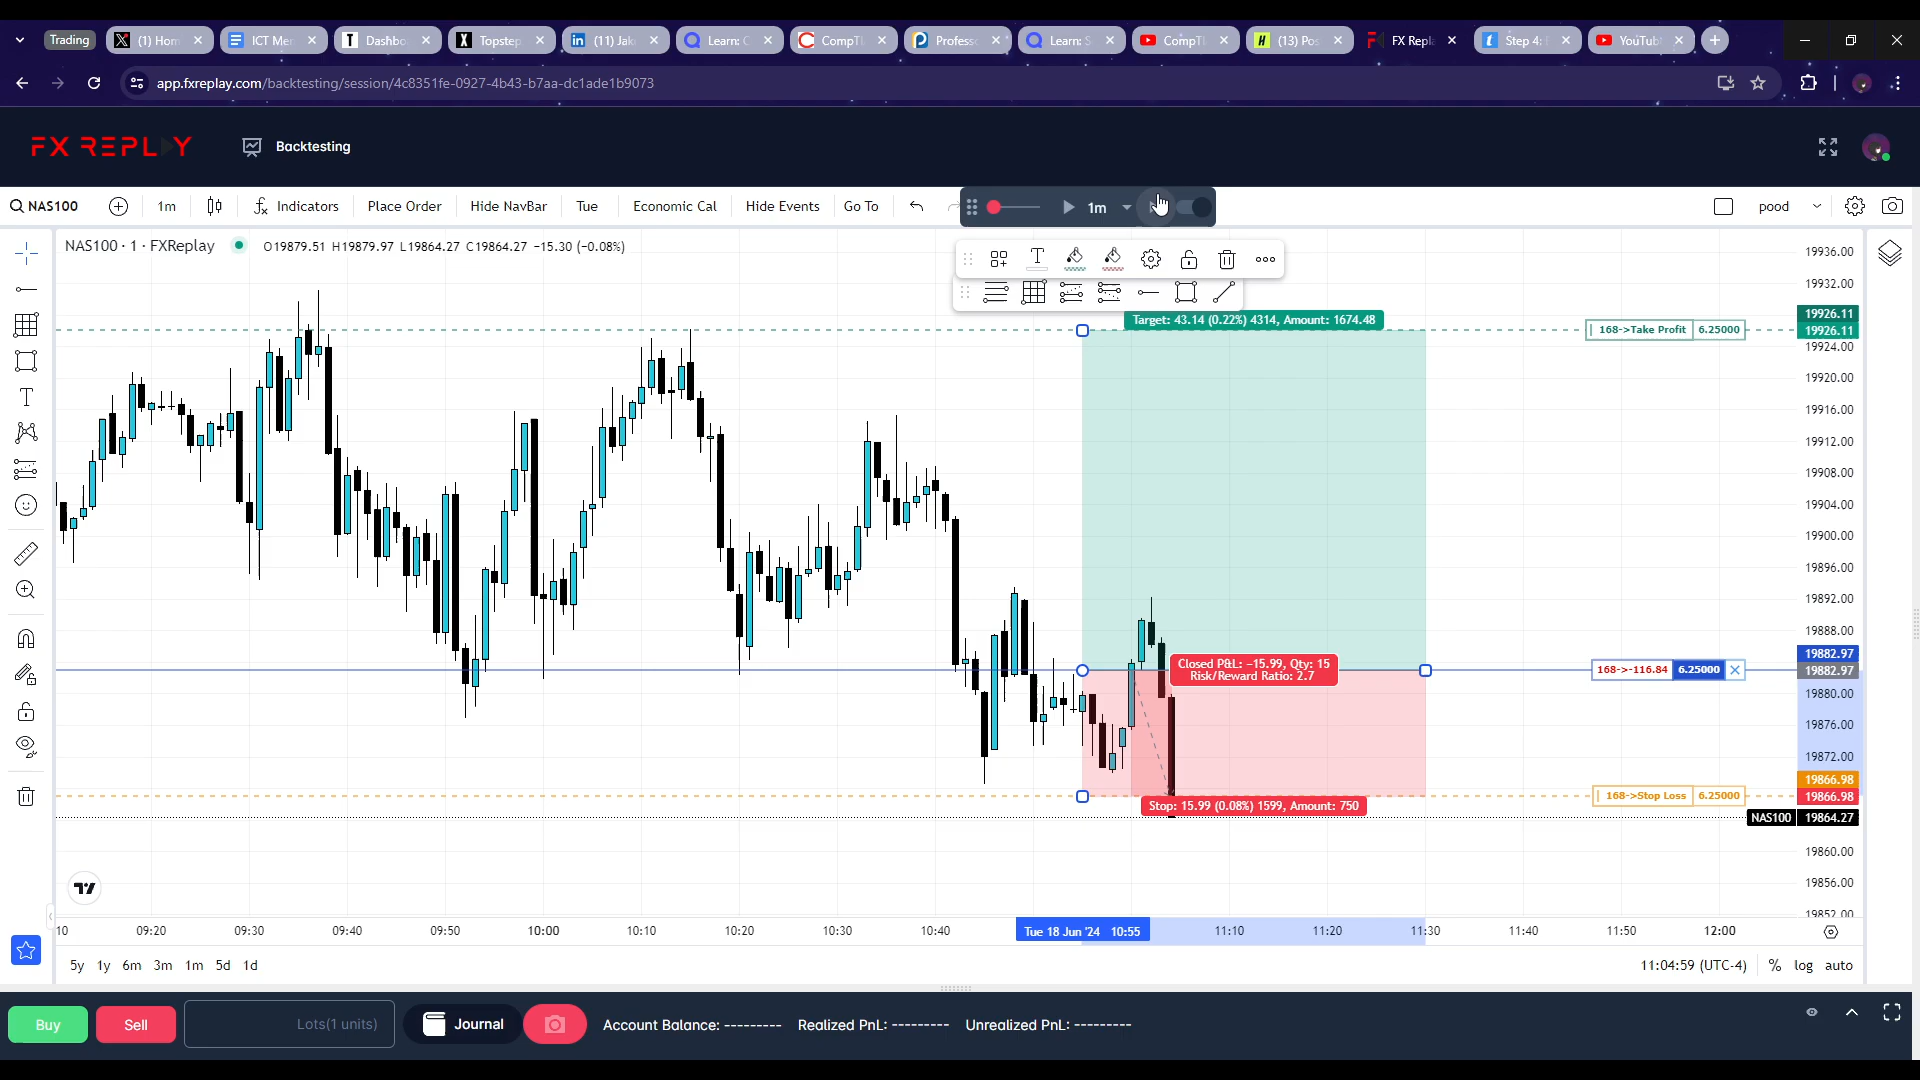 Trading
(1) Hom
ICT Men
Dashbo
Topstep
(11) Jak
Learn: C
CompTI
Professo
Learn: S
CompT
(13) Pos
FX Repla
Step 4: F
YouTub
app.fxreplay.com/backtesting/session/4c8351fe-0927-4b43-b7aa-dc1ade1b9073
FX REPLAY
Backtesting
NAS100
1m
Indicators
Place Order
Hide NavBar
Tue
Economic Cal
Hide Events
Go To
1m
pood
NAS100 · 1 · FXReplay O19879.51 H19879.97 L19864.27 C19864.27 −15.30 (−0.08%)
Target: 43.14 (0.22%) 4314, Amount: 1674.48
168->Take Profit 6.25000
Closed P&L: −15.99, Qty: 15
Risk/Reward Ratio: 2.7
168->-116.84 6.25000
168->Stop Loss 6.25000
Stop: 15.99 (0.08%) 1599, Amount: 750
19936.00
19932.00
19926.11
19926.11
19924.00
19920.00
19916.00
19912.00
19908.00
19904.00
19900.00
19896.00
19892.00
19888.00
19882.97
19882.97
19880.00
19876.00
19872.00
19866.98
19866.98
NAS100 19864.27
19860.00
19856.00
19852.00
10 09:20 09:30 09:40 09:50 10:00 10:10 10:20 10:30 10:40 Tue 18 Jun '24 10:55 11:10 11:20 11:30 11:40 11:50 12:00
5y 1y 6m 3m 1m 5d 1d
11:04:59 (UTC-4) % log auto
Buy
Sell
Lots(1 units)
Journal
Account Balance: ---------
Realized PnL: ---------
Unrealized PnL: ---------